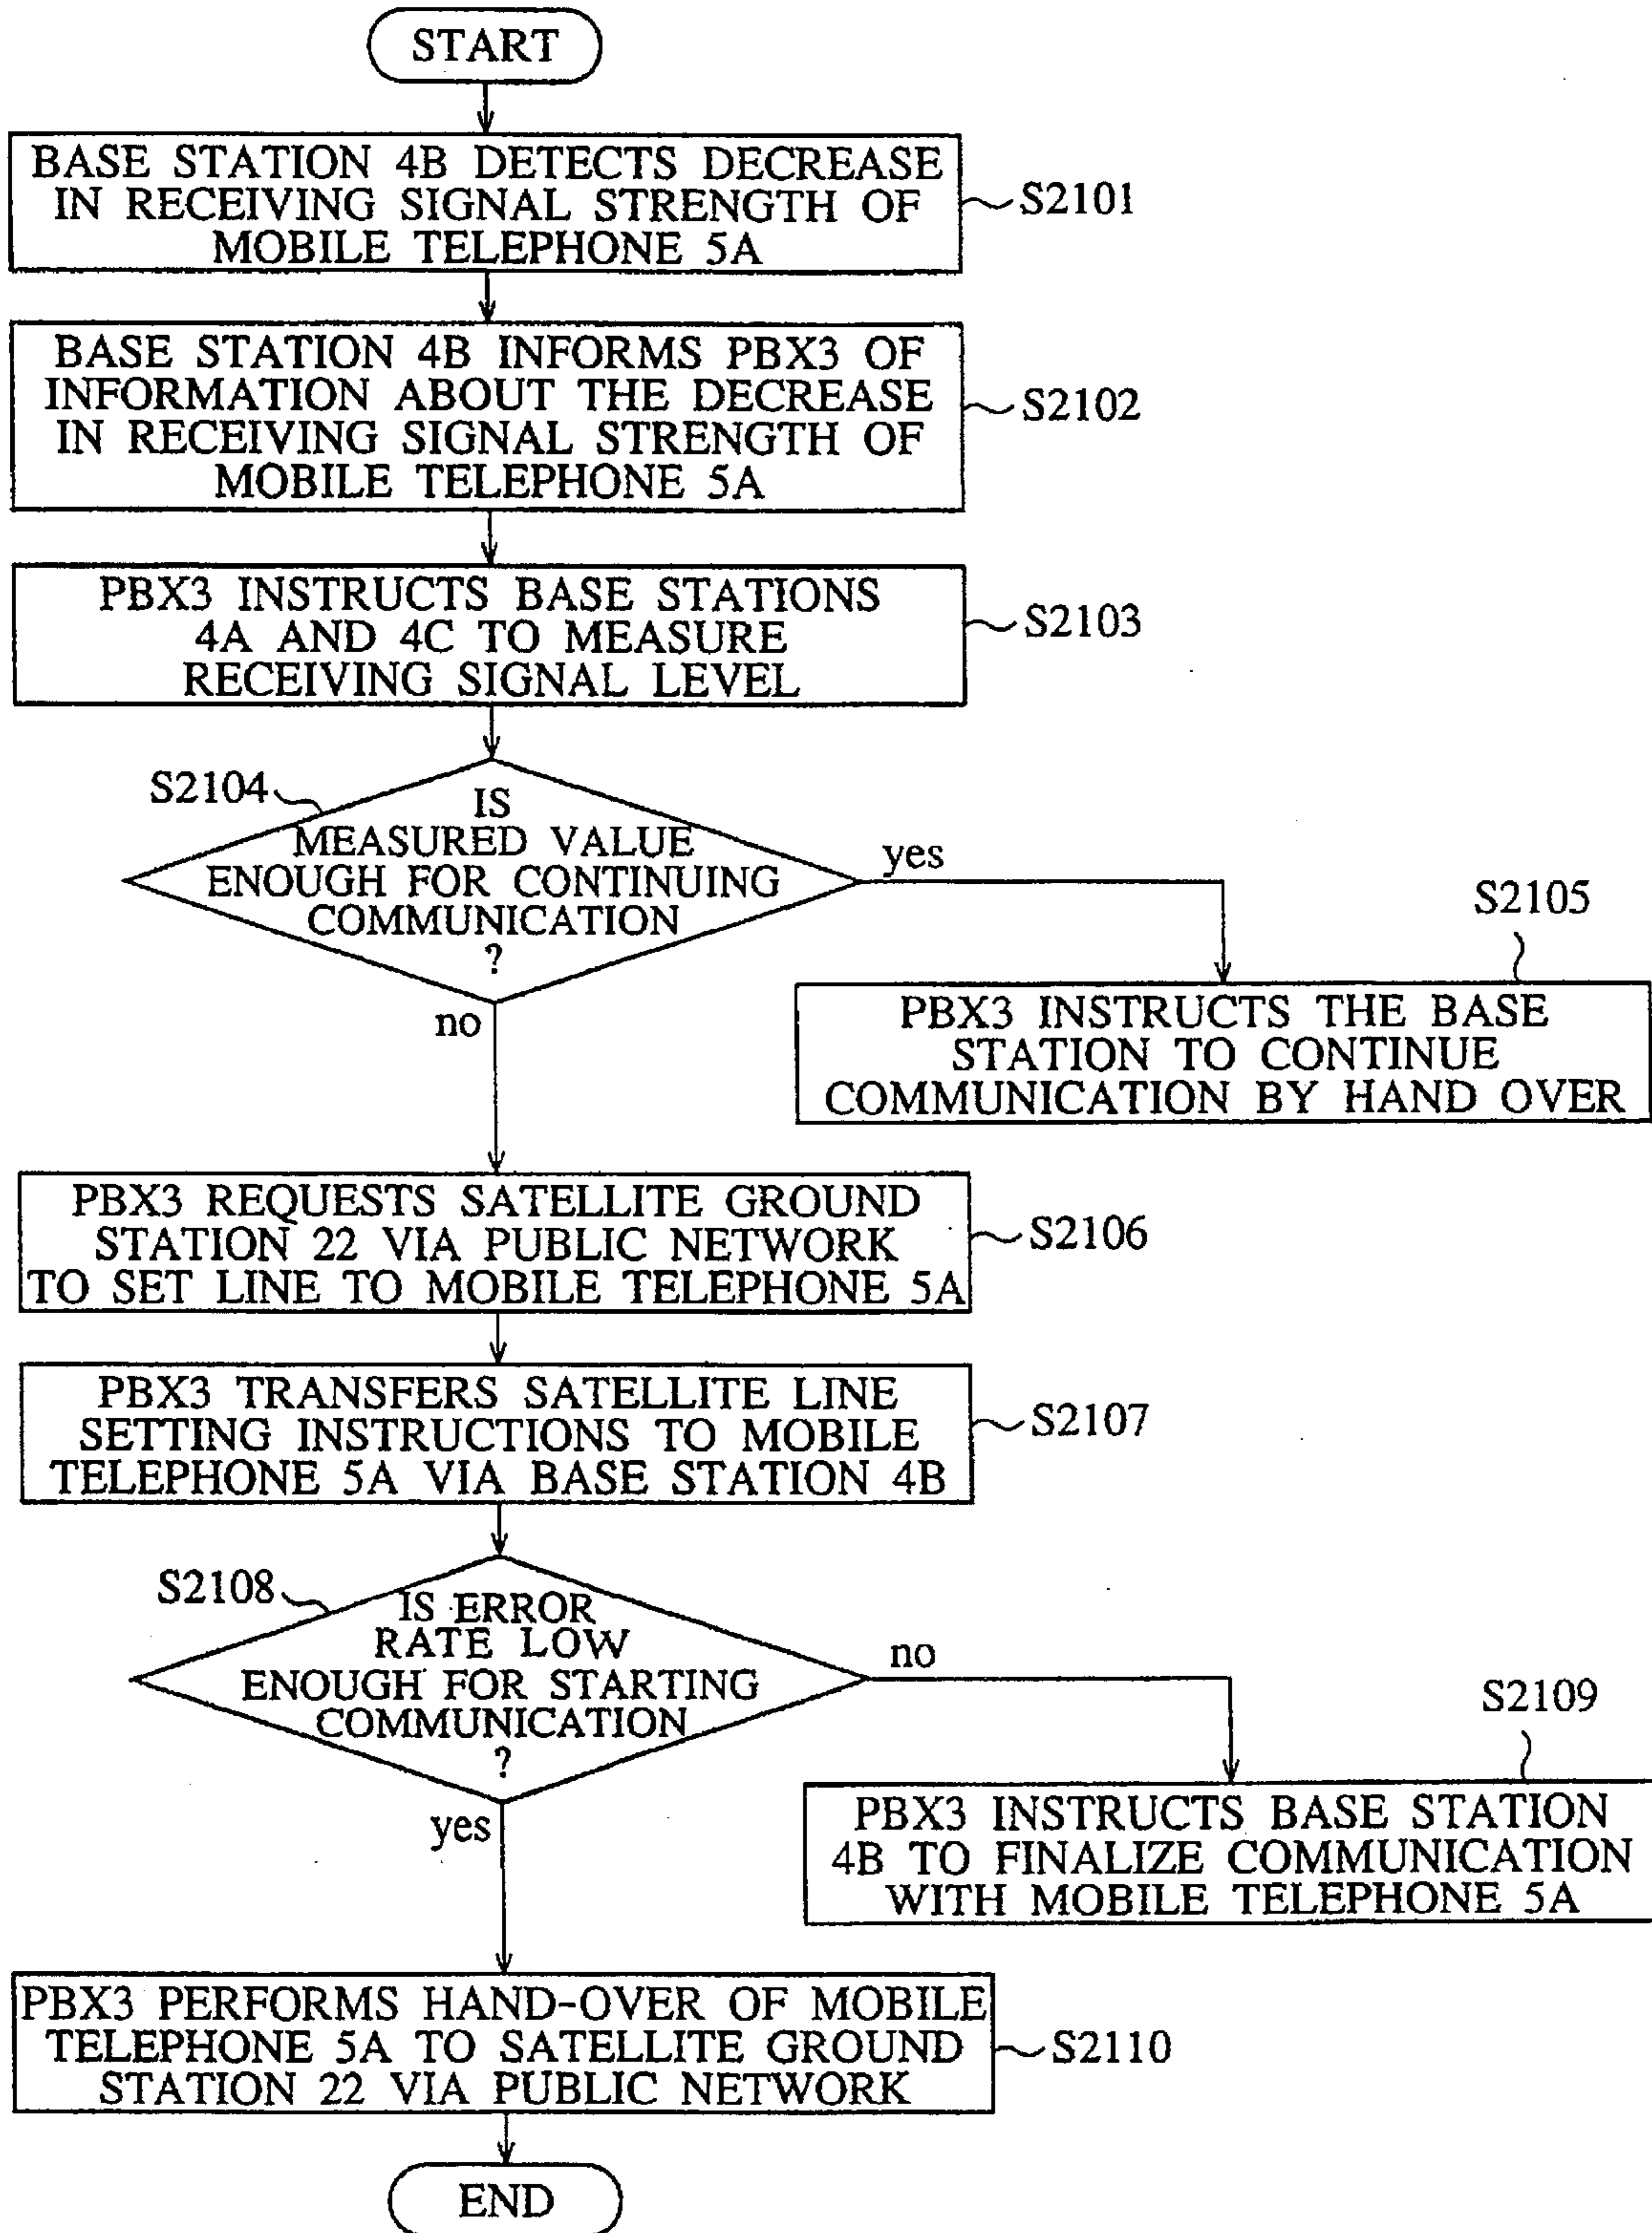 START
BASE STATION 4B DETECTS DECREASE
IN RECEIVING SIGNAL STRENGTH OF
MOBILE TELEPHONE 5A
S2101
BASE STATION 4B INFORMS PBX3 OF
INFORMATION ABOUT THE DECREASE
IN RECEIVING SIGNAL STRENGTH OF
MOBILE TELEPHONE 5A
S2102
PBX3 INSTRUCTS BASE STATIONS
4A AND 4C TO MEASURE
RECEIVING SIGNAL LEVEL
S2103
S2104
IS
MEASURED VALUE
ENOUGH FOR CONTINUING
COMMUNICATION
?
yes
no
S2105
PBX3 INSTRUCTS THE BASE
STATION TO CONTINUE
COMMUNICATION BY HAND OVER
PBX3 REQUESTS SATELLITE GROUND
STATION 22 VIA PUBLIC NETWORK
TO SET LINE TO MOBILE TELEPHONE 5A
S2106
PBX3 TRANSFERS SATELLITE LINE
SETTING INSTRUCTIONS TO MOBILE
TELEPHONE 5A VIA BASE STATION 4B
S2107
S2108
IS ERROR
RATE LOW
ENOUGH FOR STARTING
COMMUNICATION
?
no
yes
S2109
PBX3 INSTRUCTS BASE STATION
4B TO FINALIZE COMMUNICATION
WITH MOBILE TELEPHONE 5A
PBX3 PERFORMS HAND-OVER OF MOBILE
TELEPHONE 5A TO SATELLITE GROUND
STATION 22 VIA PUBLIC NETWORK
S2110
END